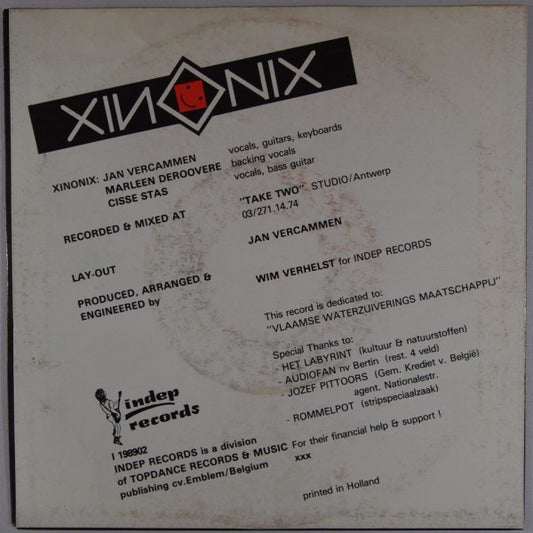 XINONIX
XINONIX: JAN VERCAMMEN vocals, guitars, keyboards
MARLEEN DEROOVERE backing vocals
CISSE STAS vocals, bass guitar
RECORDED & MIXED AT "TAKE TWO" STUDIO/Antwerp
03/271.14.74
LAY-OUT JAN VERCAMMEN
PRODUCED, ARRANGED & WIM VERHELST for INDEP RECORDS
ENGINEERED by
This record is dedicated to:
"VLAAMSE WATERZUIVERINGS MAATSCHAPPIJ"
Special Thanks to:
- HET LABYRINT (kultuur & natuurstoffen)
- AUDIOFAN nv Bertin (rest. 4 veld)
- JOZEF PITTOORS (Gem. Krediet v. België)
agent. Nationalestr.
- ROMMELPOT (stripspeciaalzaak)
For their financial help & support !
xxx
indep
records
I 198902
INDEP RECORDS is a division
of TOPDANCE RECORDS & MUSIC
publishing cv. Emblem/Belgium
printed in Holland